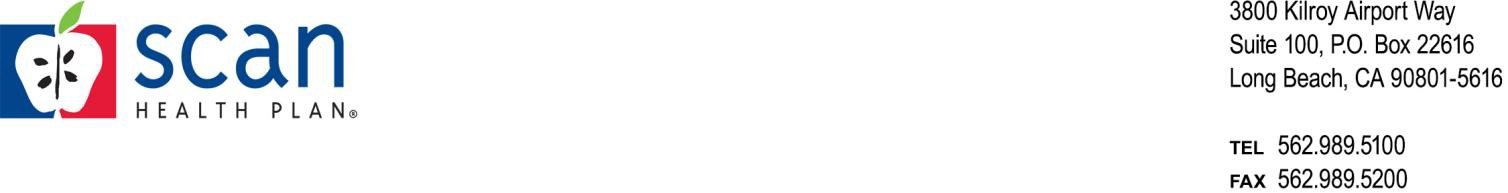 scan
HEALTH PLAN®
3800 Kilroy Airport Way
Suite 100, P.O. Box 22616
Long Beach, CA 90801-5616
TEL 562.989.5100
FAX 562.989.5200